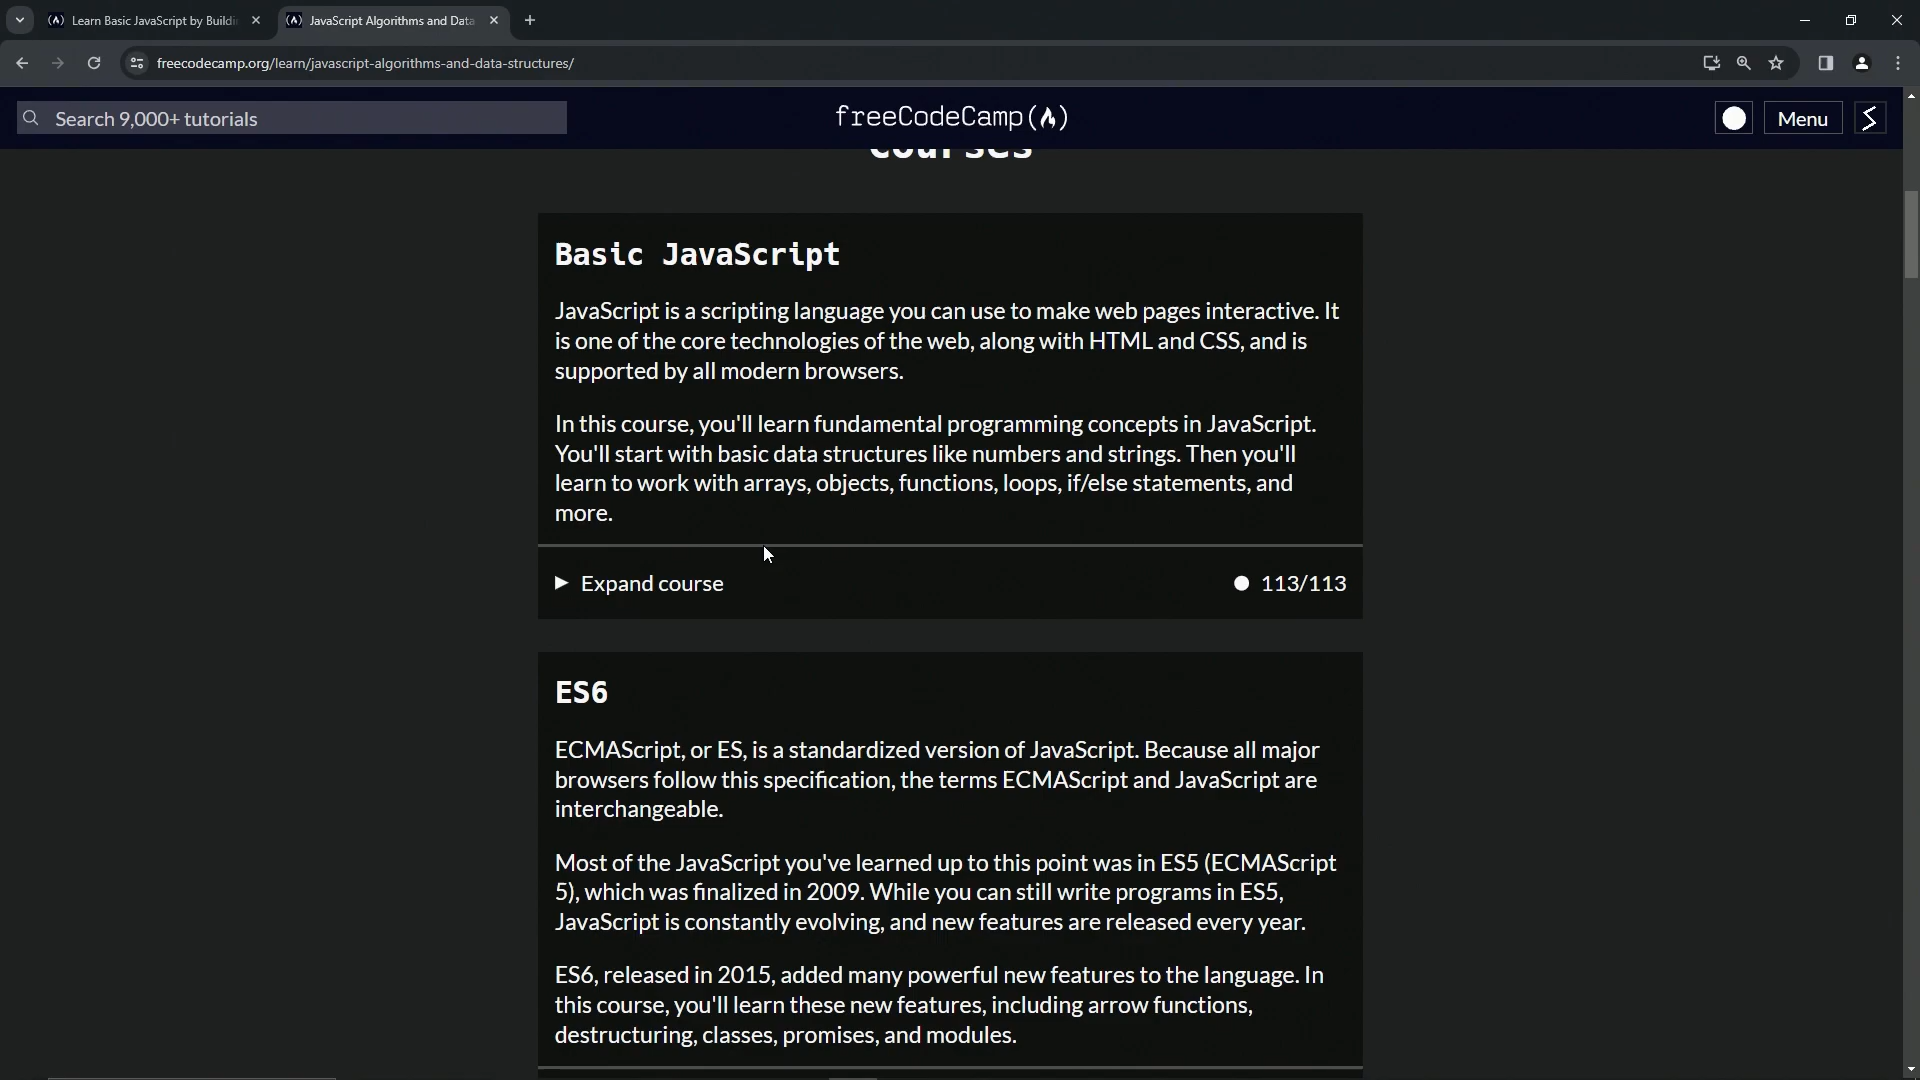 Learn Basic JavaScript by Buildi
JavaScript Algorithms and Data
freecodecamp.org/learn/javascript-algorithms-and-data-structures/
Search 9,000+ tutorials
freeCodeCamp
Menu
Courses
Basic JavaScript
JavaScript is a scripting language you can use to make web pages interactive. It
is one of the core technologies of the web, along with HTML and CSS, and is
supported by all modern browsers.
In this course, you'll learn fundamental programming concepts in JavaScript.
You'll start with basic data structures like numbers and strings. Then you'll
learn to work with arrays, objects, functions, loops, if/else statements, and
more.
Expand course
113/113
ES6
ECMAScript, or ES, is a standardized version of JavaScript. Because all major
browsers follow this specification, the terms ECMAScript and JavaScript are
interchangeable.
Most of the JavaScript you've learned up to this point was in ES5 (ECMAScript
5), which was finalized in 2009. While you can still write programs in ES5,
JavaScript is constantly evolving, and new features are released every year.
ES6, released in 2015, added many powerful new features to the language. In
this course, you'll learn these new features, including arrow functions,
destructuring, classes, promises, and modules.